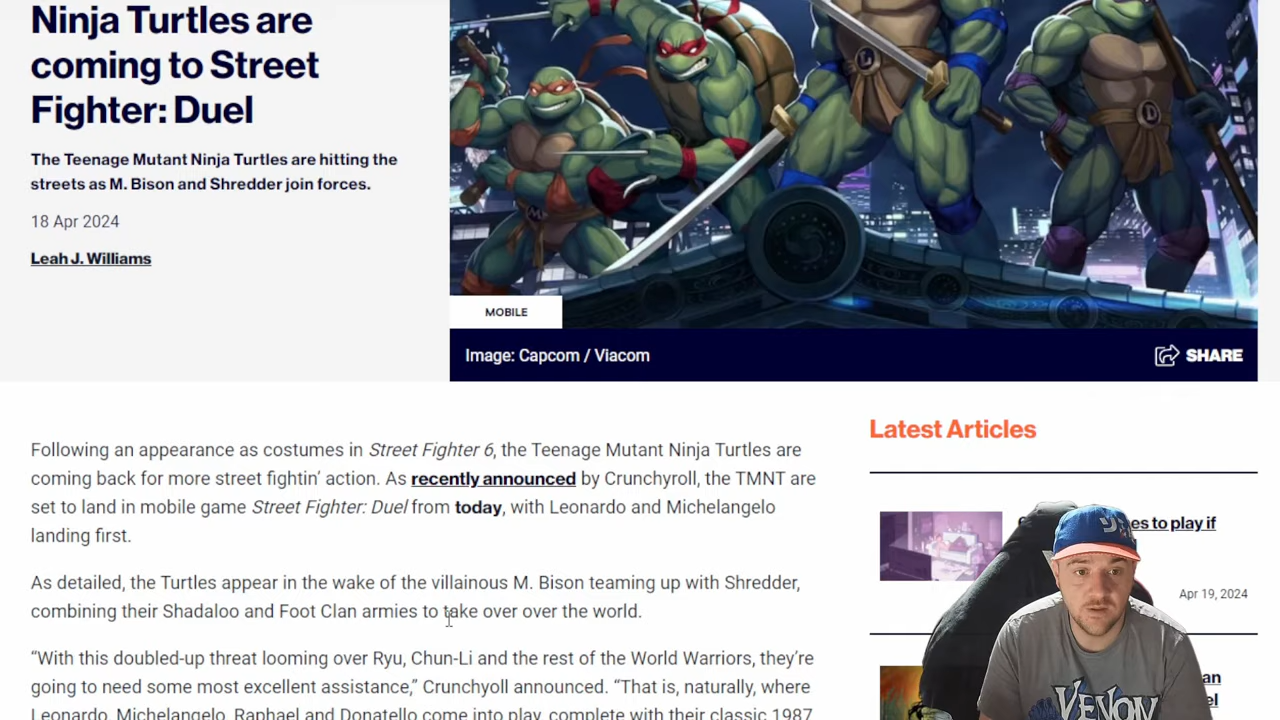 Ninja Turtles are
coming to Street
Fighter: Duel
The Teenage Mutant Ninja Turtles are hitting the
streets as M. Bison and Shredder join forces.
18 Apr 2024
Leah J. Williams
L
D
M
MOBILE
Image: Capcom / Viacom
SHARE
Following an appearance as costumes in Street Fighter 6, the Teenage Mutant Ninja Turtles are
coming back for more street fightin’ action. As recently announced by Crunchyroll, the TMNT are
set to land in mobile game Street Fighter: Duel from today, with Leonardo and Michelangelo
landing first.
As detailed, the Turtles appear in the wake of the villainous M. Bison teaming up with Shredder,
combining their Shadaloo and Foot Clan armies to take over over the world.
“With this doubled-up threat looming over Ryu, Chun-Li and the rest of the World Warriors, they’re
going to need some most excellent assistance,” Crunchyoll announced. “That is, naturally, where
Leonardo, Michelangelo, Raphael and Donatello come into play, complete with their classic 1987
Latest Articles
es to play if
Apr 19, 2024
an
el
VENOM